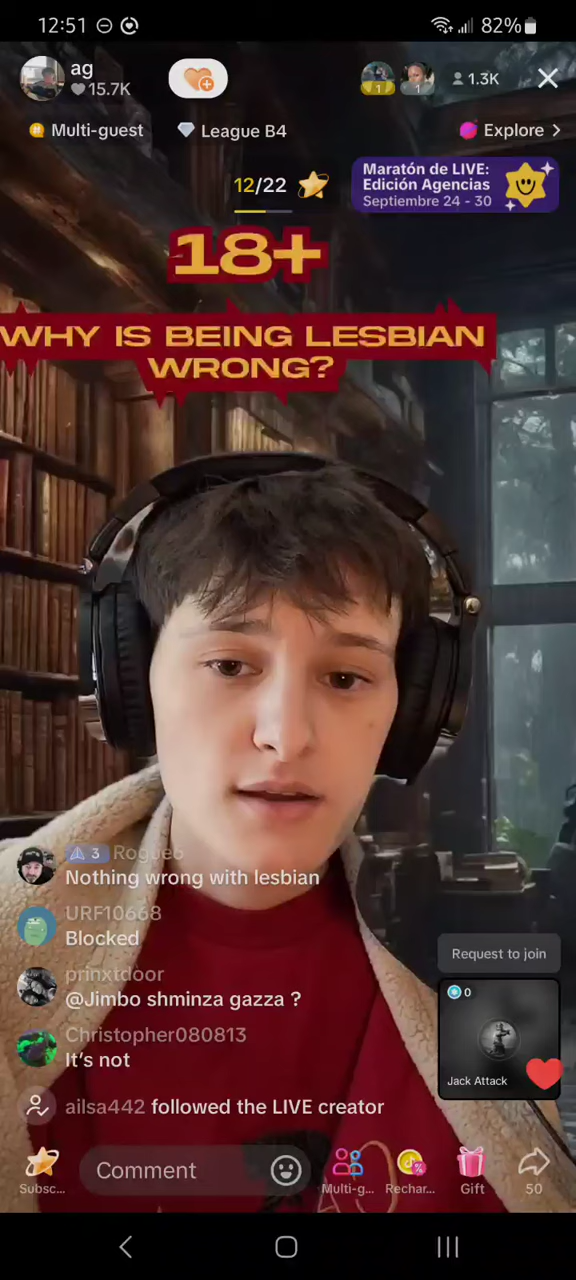 12:51
82%
ag
15.7K
1
1
1.3K
Multi-guest
League B4
Explore >
12/22
Maratón de LIVE:
Edición Agencias
Septiembre 24 - 30
18+
WHY IS BEING LESBIAN
WRONG?
3 Rogue6
Nothing wrong with lesbian
URF10668
Blocked
prinxtdoor
@Jimbo shminza gazza ?
Christopher080813
It's not
ailsa442 followed the LIVE creator
Request to join
0
Jack Attack
Comment
Subsc...
Multi-g...
Rechar...
Gift
50